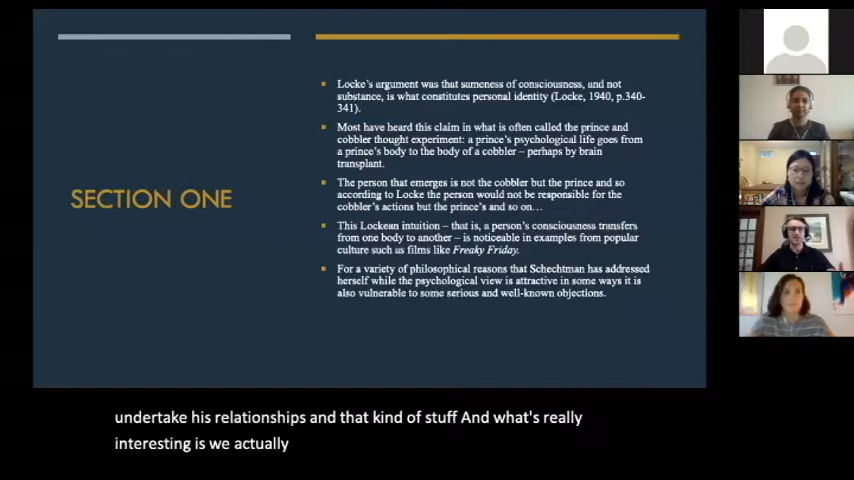 SECTION ONE
Locke's argument was that sameness of consciousness, and not
substance, is what constitutes personal identity (Locke, 1940, p.340-
341).
Most have heard this claim in what is often called the prince and
cobbler thought experiment: a prince's psychological life goes from
a prince's body to the body of a cobbler – perhaps by brain
transplant.
The person that emerges is not the cobbler but the prince and so
according to Locke the person would not be responsible for the
cobbler's actions but the prince's and so on…
This Lockean intuition – that is, a person's consciousness transfers
from one body to another – is noticeable in examples from popular
culture such as films like Freaky Friday.
For a variety of philosophical reasons that Schechtman has addressed
herself while the psychological view is attractive in some ways it is
also vulnerable to some serious and well-known objections.
undertake his relationships and that kind of stuff And what's really
interesting is we actually